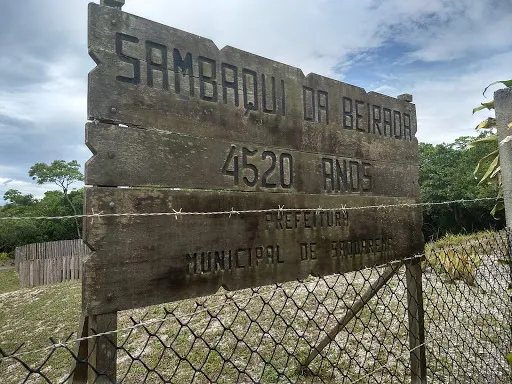 SAMBAQUI DA BEIRADA
4520 ANOS
PREFEITURA
MUNICIPAL DE SAQUAREMA